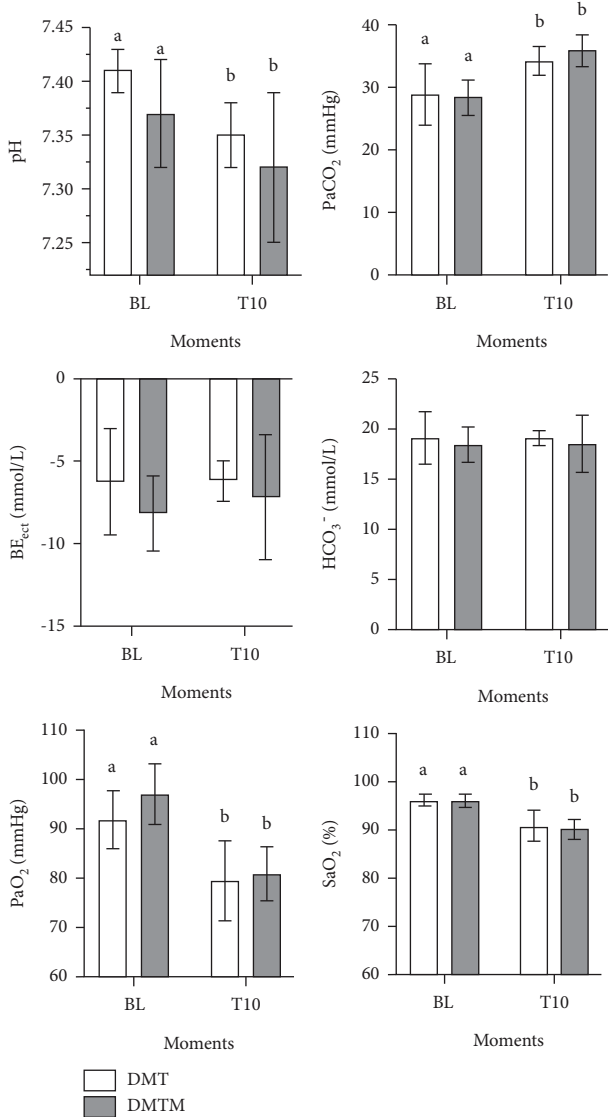 7.45
7.40
7.35
7.30
7.25
pH
a
a
b
b
BL
T10
Moments
40
30
20
10
0
PaCO₂ (mmHg)
a
a
b
b
BL
T10
Moments
0
-5
-10
-15
BE_ect (mmol/L)
BL
T10
Moments
25
20
15
10
5
0
HCO₃⁻ (mmol/L)
BL
T10
Moments
110
100
90
80
70
60
PaO₂ (mmHg)
a
a
b
b
BL
T10
Moments
110
100
90
80
70
60
SaO₂ (%)
a
a
b
b
BL
T10
Moments
DMT
DMTM